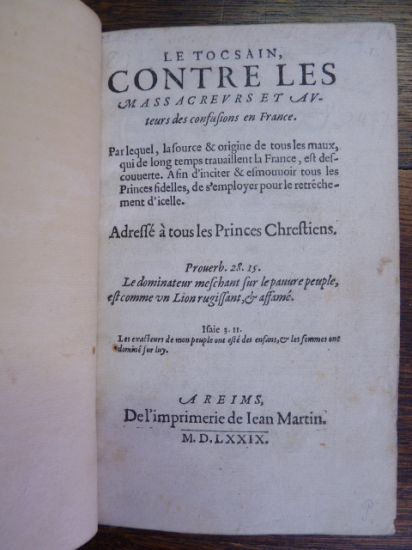 LE TOCSAIN,
CONTRE LES
MASSACREVRS ET AV-
teurs des confusions en France.
Par lequel, la source & origine de tous les maux,
qui de long temps trauaillent la France, est des-
couuerte. Afin d'inciter & esmouuoir tous les
Princes fidelles, de s'employer pour le retrẽche-
ment d'icelle.
Adressé à tous les Princes Chrestiens.
Prouerb. 28. 15.
Le dominateur meschant sur le pauure peuple,
est comme vn Lion rugissant, & affamé.
Isaie 3. 11.
Les exacteurs de mon peuple ont esté des enfans, & les femmes ont
dominé sur luy.
A REIMS,
De l'imprimerie de Iean Martin.
M. D. LXXIX.